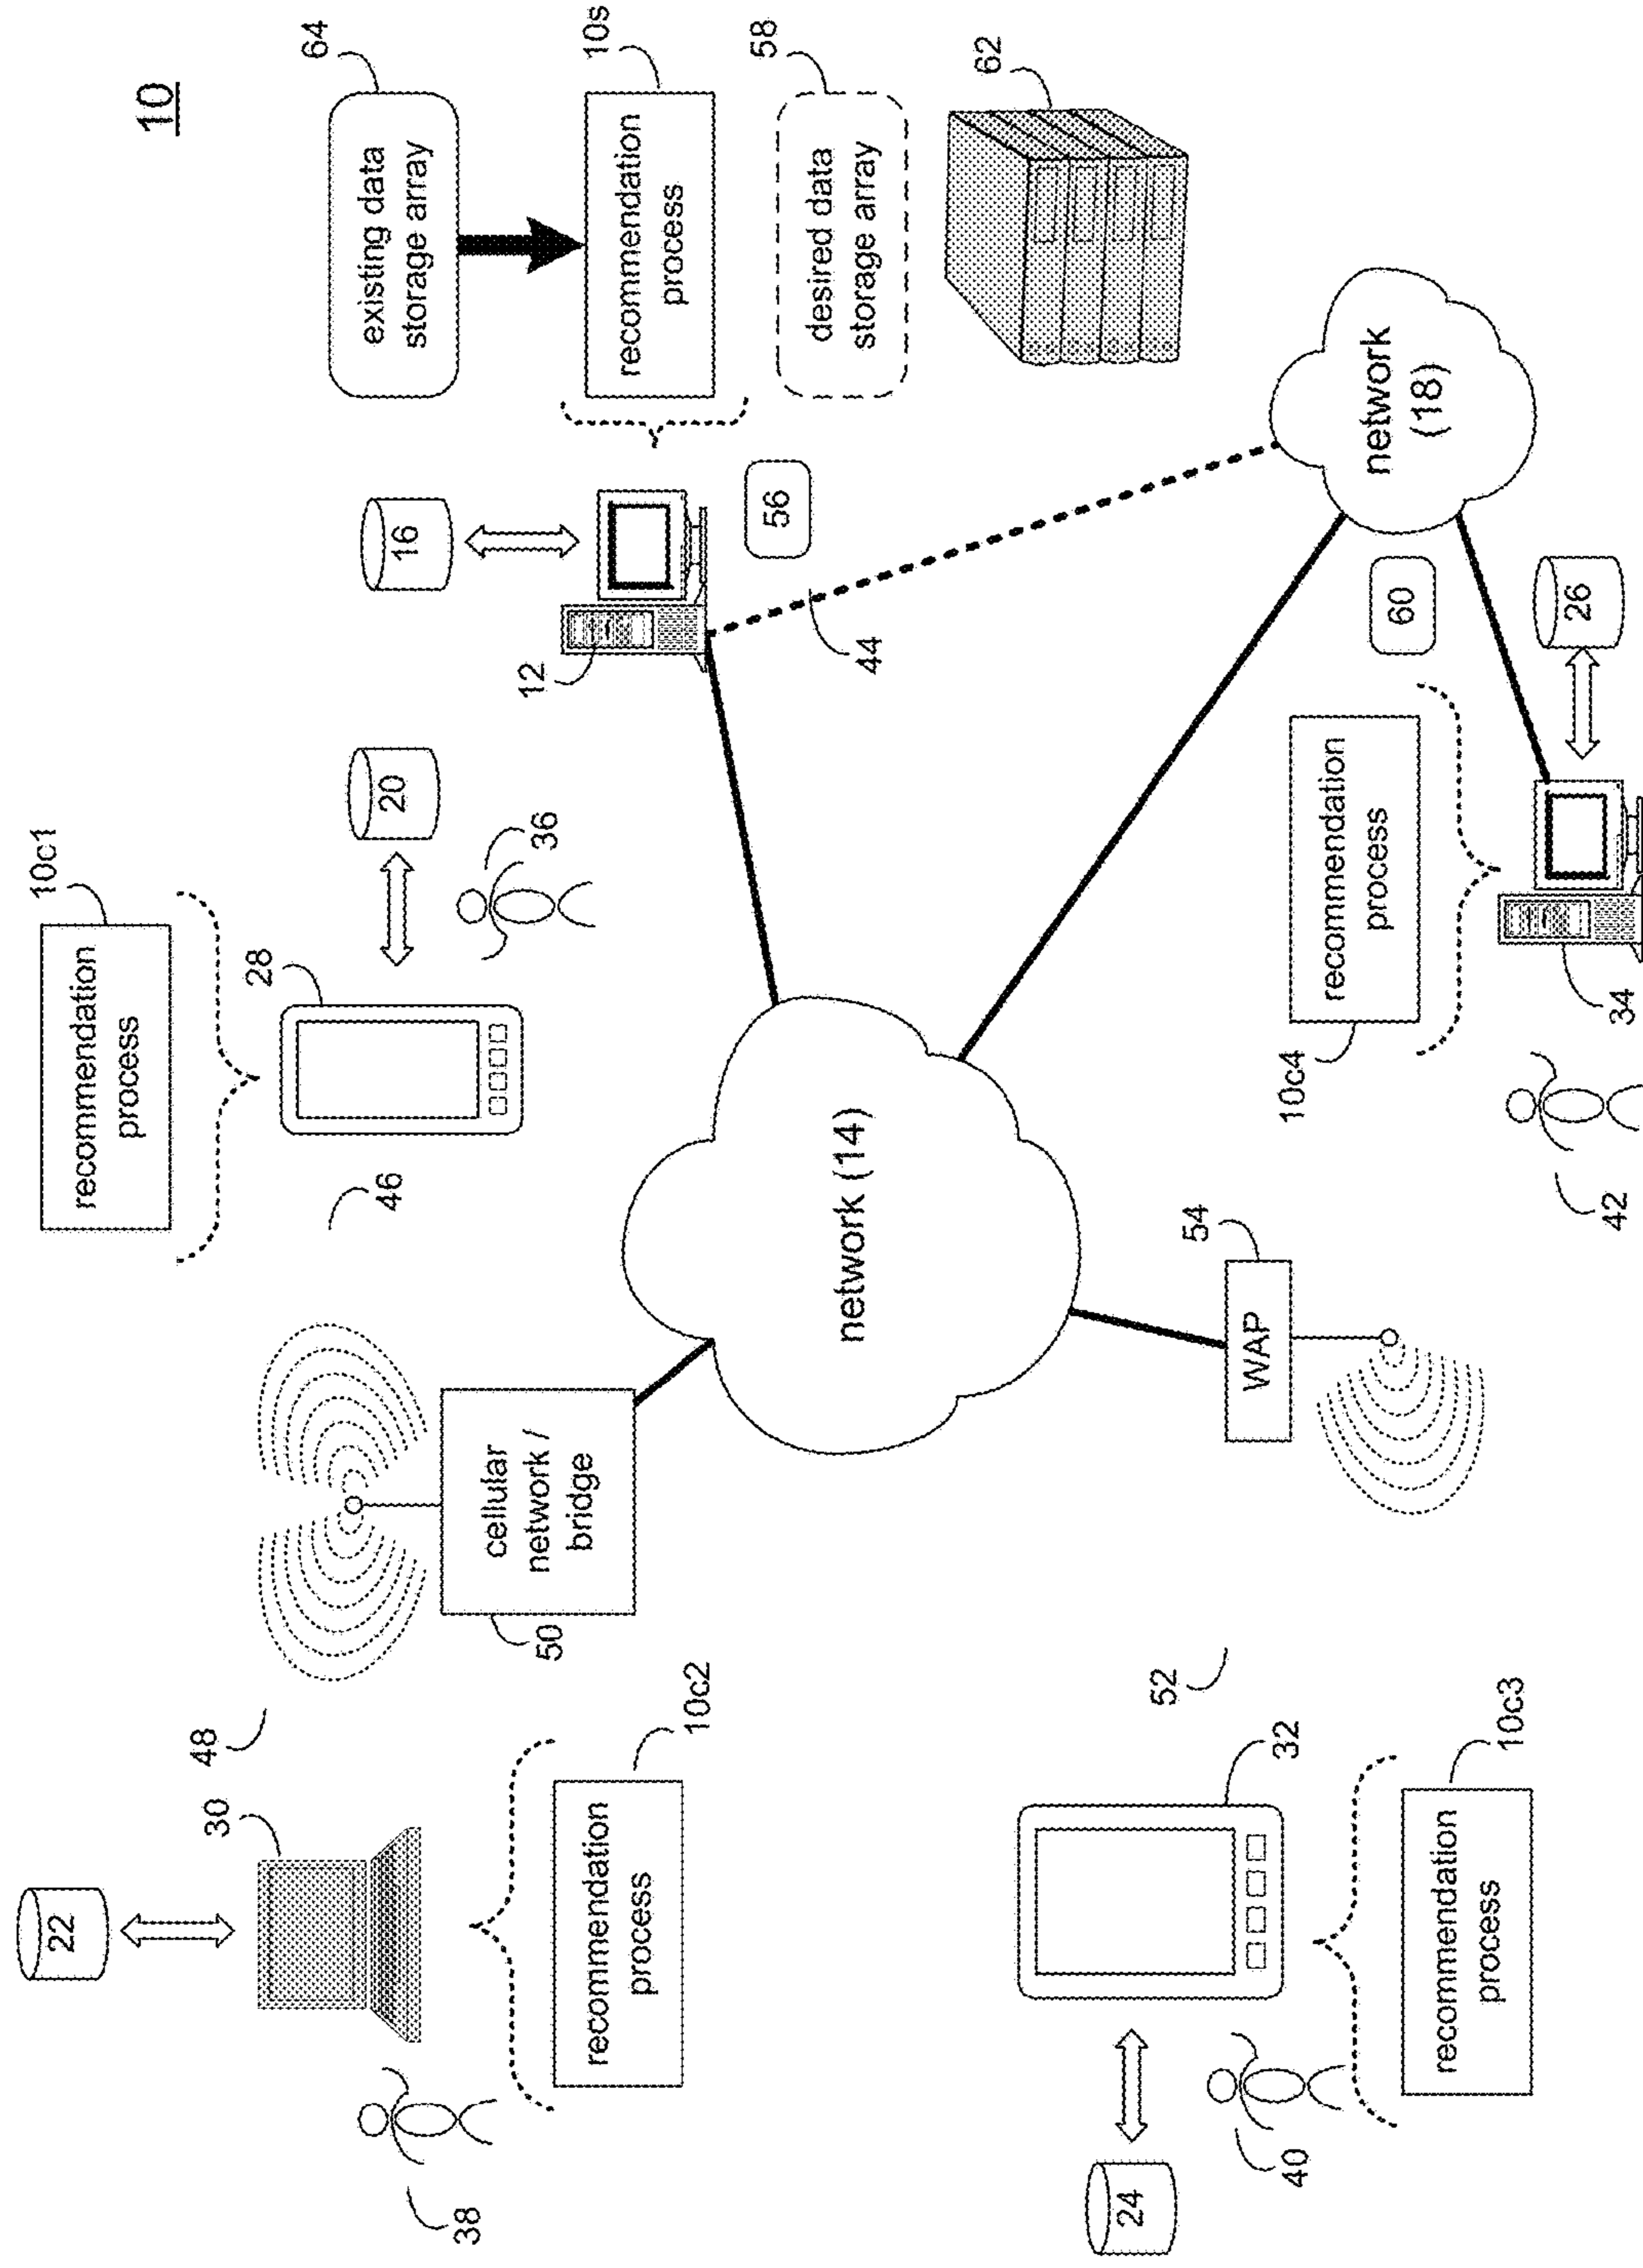 10
22
30
48
38
recommendation
process
10c2
cellular
network /
bridge
50
46
recommendation
process
10c1
28
20
36
16
12
56
44
existing data
storage array
64
recommendation
process
10s
desired data
storage array
58
62
network (14)
network
(18)
24
40
32
52
recommendation
process
10c3
WAP
54
recommendation
process
10c4
42
34
60
26